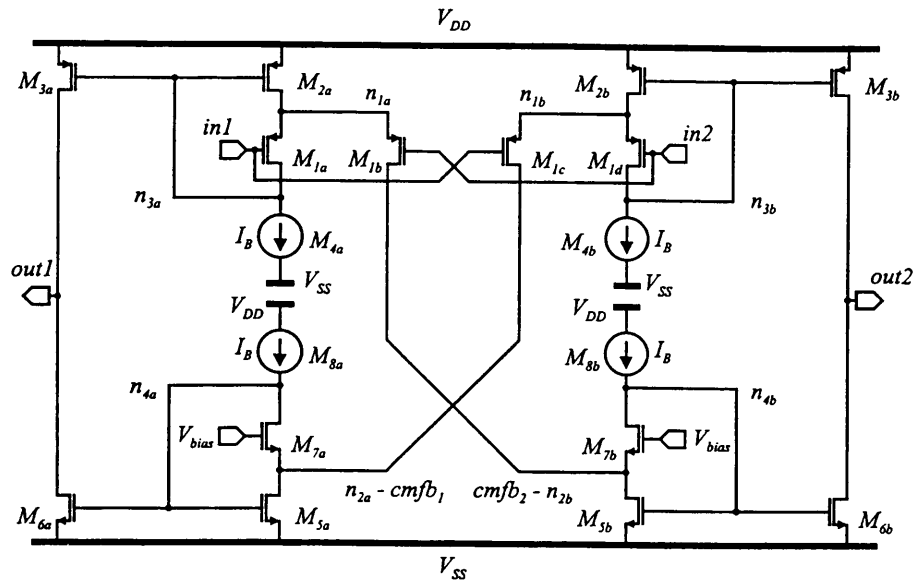 V_DD
M_3a M_2a M_2b M_3b
n_1a n_1b
in1 in2
M_1a M_1b M_1c M_1d
n_3a n_3b
I_B M_4a M_4b I_B
out1 V_SS V_SS out2
V_DD V_DD
I_B M_8a M_8b I_B
n_4a n_4b
V_bias M_7a M_7b V_bias
n_2a - cmfb_1 cmfb_2 - n_2b
M_6a M_5a M_5b M_6b
V_SS